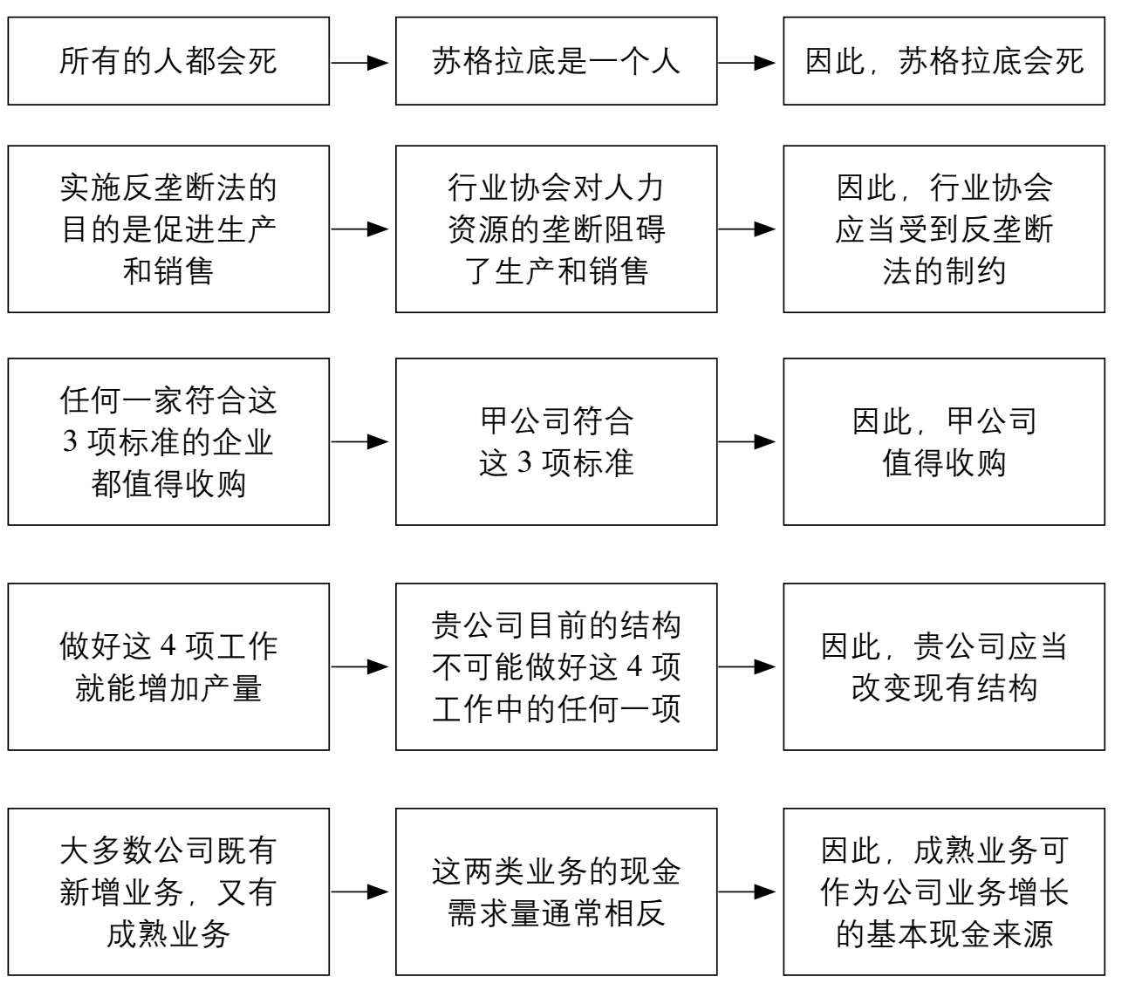 所有的人都会死
苏格拉底是一个人
因此，苏格拉底会死
实施反垄断法的
目的是促进生产
和销售
行业协会对人力
资源的垄断阻碍
了生产和销售
因此，行业协会
应当受到反垄断
法的制约
任何一家符合这
3 项标准的企业
都值得收购
甲公司符合
这 3 项标准
因此，甲公司
值得收购
做好这 4 项工作
就能增加产量
贵公司目前的结构
不可能做好这 4 项
工作中的任何一项
因此，贵公司应当
改变现有结构
大多数公司既有
新增业务，又有
成熟业务
这两类业务的现金
需求量通常相反
因此，成熟业务可
作为公司业务增长
的基本现金来源